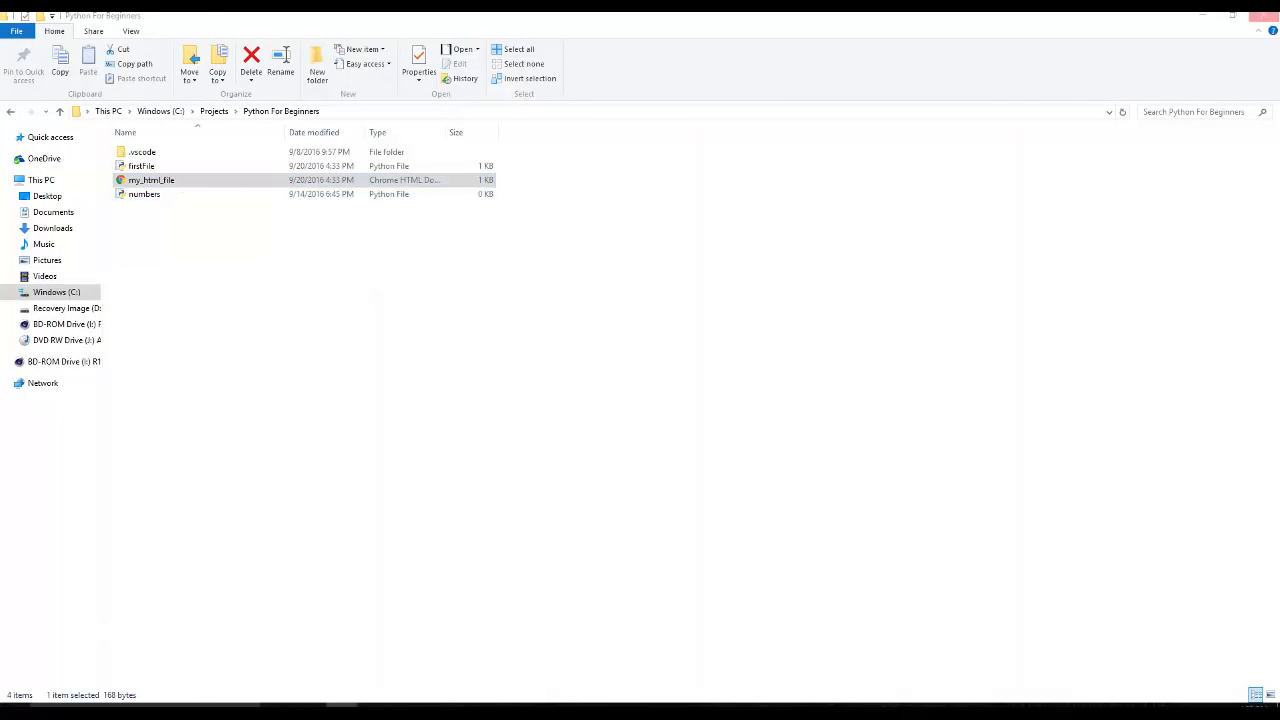 Python For Beginners
File Home Share View
Pin to Quick access
Copy
Paste
Cut
Copy path
Paste shortcut
Clipboard
Move to
Copy to
Delete
Rename
Organize
New folder
New item
Easy access
New
Properties
Open
Edit
History
Open
Select all
Select none
Invert selection
Select
This PC Windows (C:) Projects Python For Beginners
Search Python For Beginners
Name Date modified Type Size
.vscode 9/8/2016 9:57 PM File folder
firstFile 9/20/2016 4:33 PM Python File 1 KB
my_html_file 9/20/2016 4:33 PM Chrome HTML Do... 1 KB
numbers 9/14/2016 6:45 PM Python File 0 KB
Quick access
OneDrive
This PC
Desktop
Documents
Downloads
Music
Pictures
Videos
Windows (C:)
Recovery Image (D:
BD-ROM Drive (I:) F
DVD RW Drive (J:) A
BD-ROM Drive (I:) R1
Network
4 items 1 item selected 168 bytes